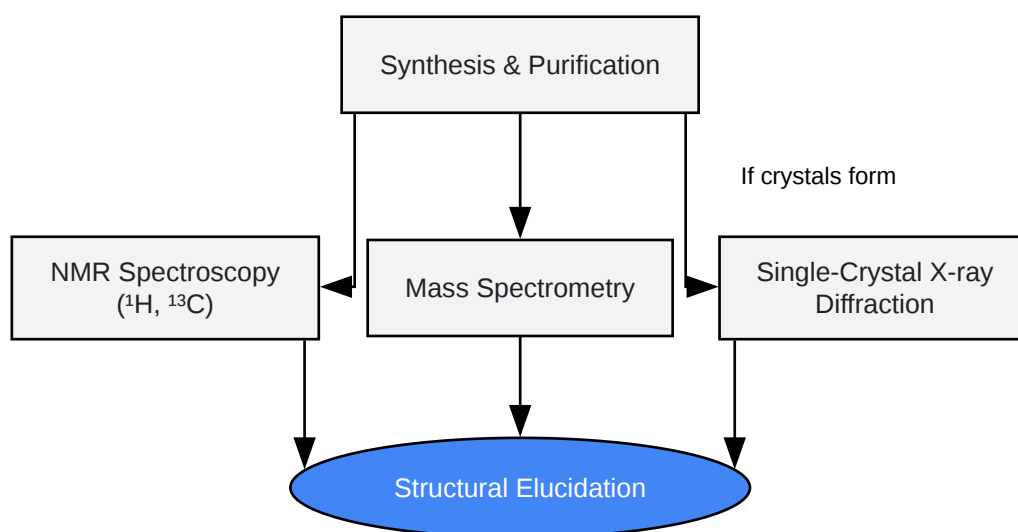 Synthesis & Purification
If crystals form
NMR Spectroscopy
(¹H, ¹³C)
Mass Spectrometry
Single-Crystal X-ray
Diffraction
Structural Elucidation